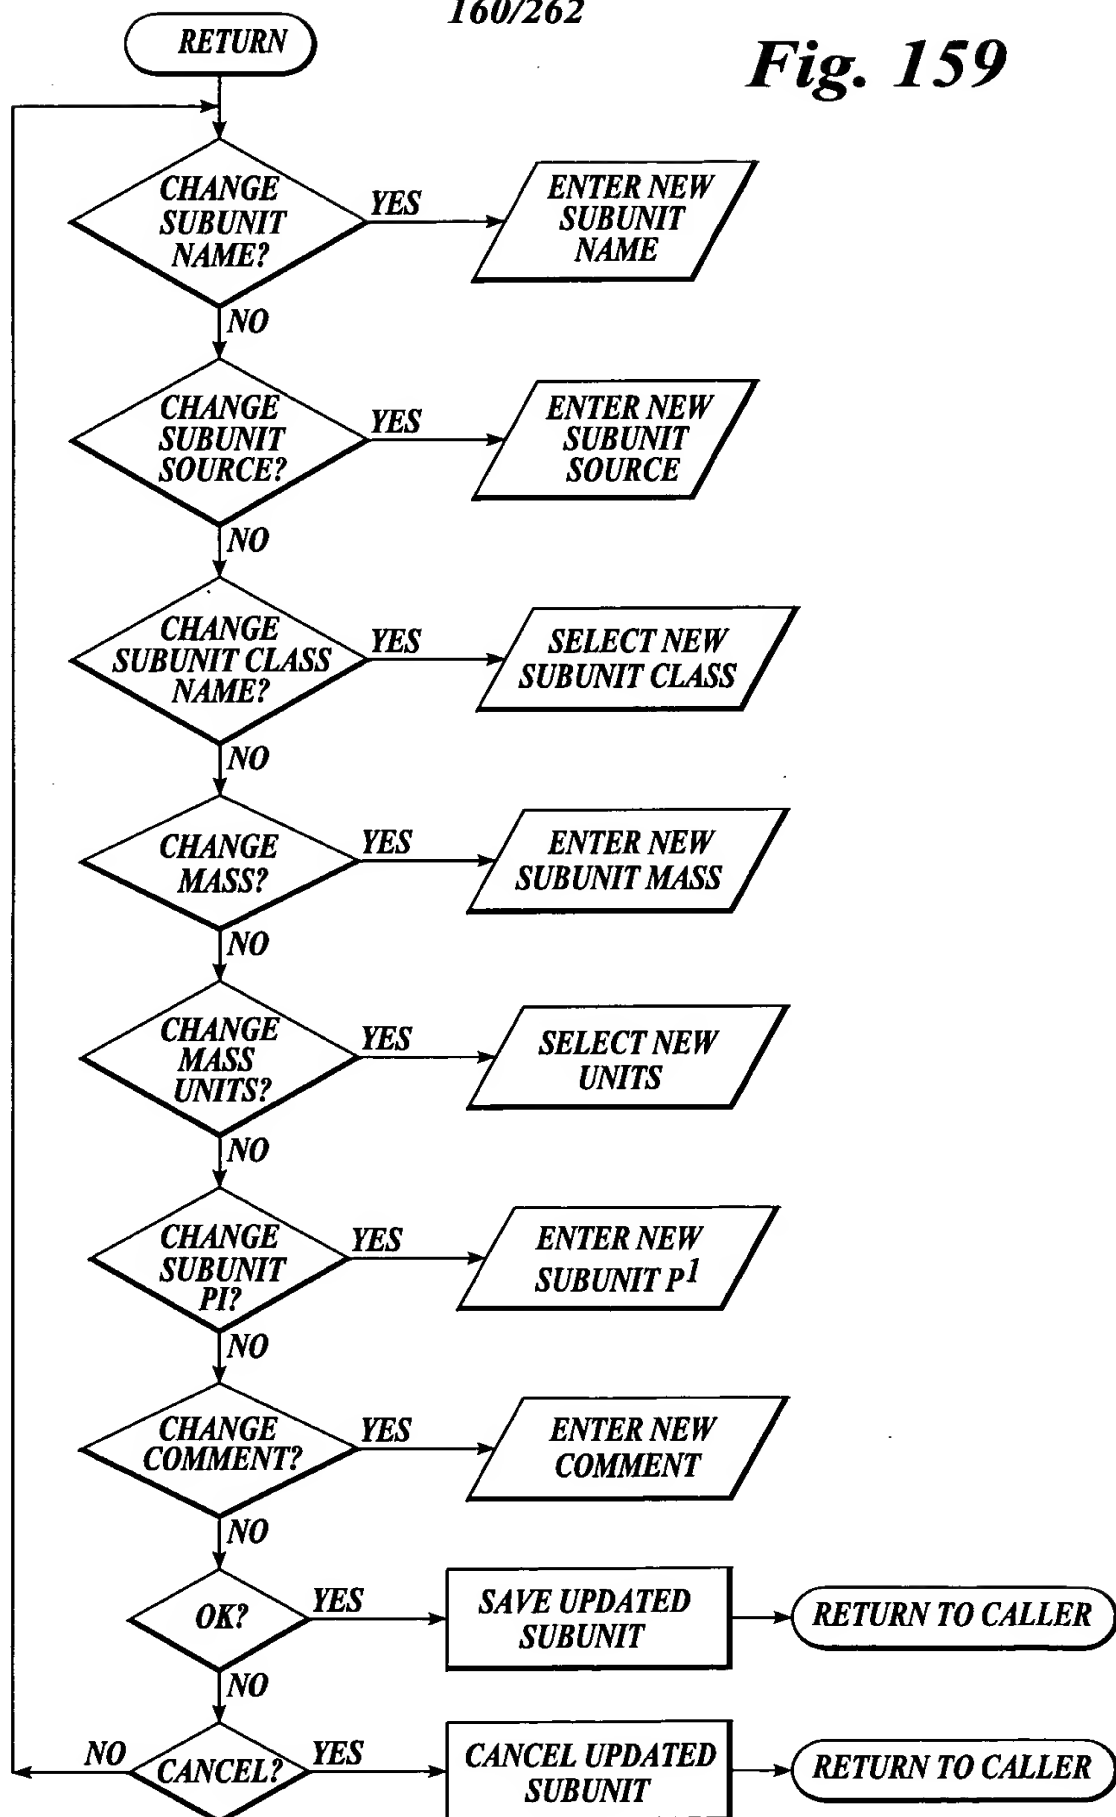 160/262
Fig. 159
RETURN
CHANGE
SUBUNIT
NAME?
YES
ENTER NEW
SUBUNIT
NAME
NO
CHANGE
SUBUNIT
SOURCE?
YES
ENTER NEW
SUBUNIT
SOURCE
NO
CHANGE
SUBUNIT CLASS
NAME?
YES
SELECT NEW
SUBUNIT CLASS
NO
CHANGE
MASS?
YES
ENTER NEW
SUBUNIT MASS
NO
CHANGE
MASS
UNITS?
YES
SELECT NEW
UNITS
NO
CHANGE
SUBUNIT
PI?
YES
ENTER NEW
SUBUNIT P1
NO
CHANGE
COMMENT?
YES
ENTER NEW
COMMENT
NO
OK?
YES
SAVE UPDATED
SUBUNIT
RETURN TO CALLER
NO
NO
CANCEL?
YES
CANCEL UPDATED
SUBUNIT
RETURN TO CALLER